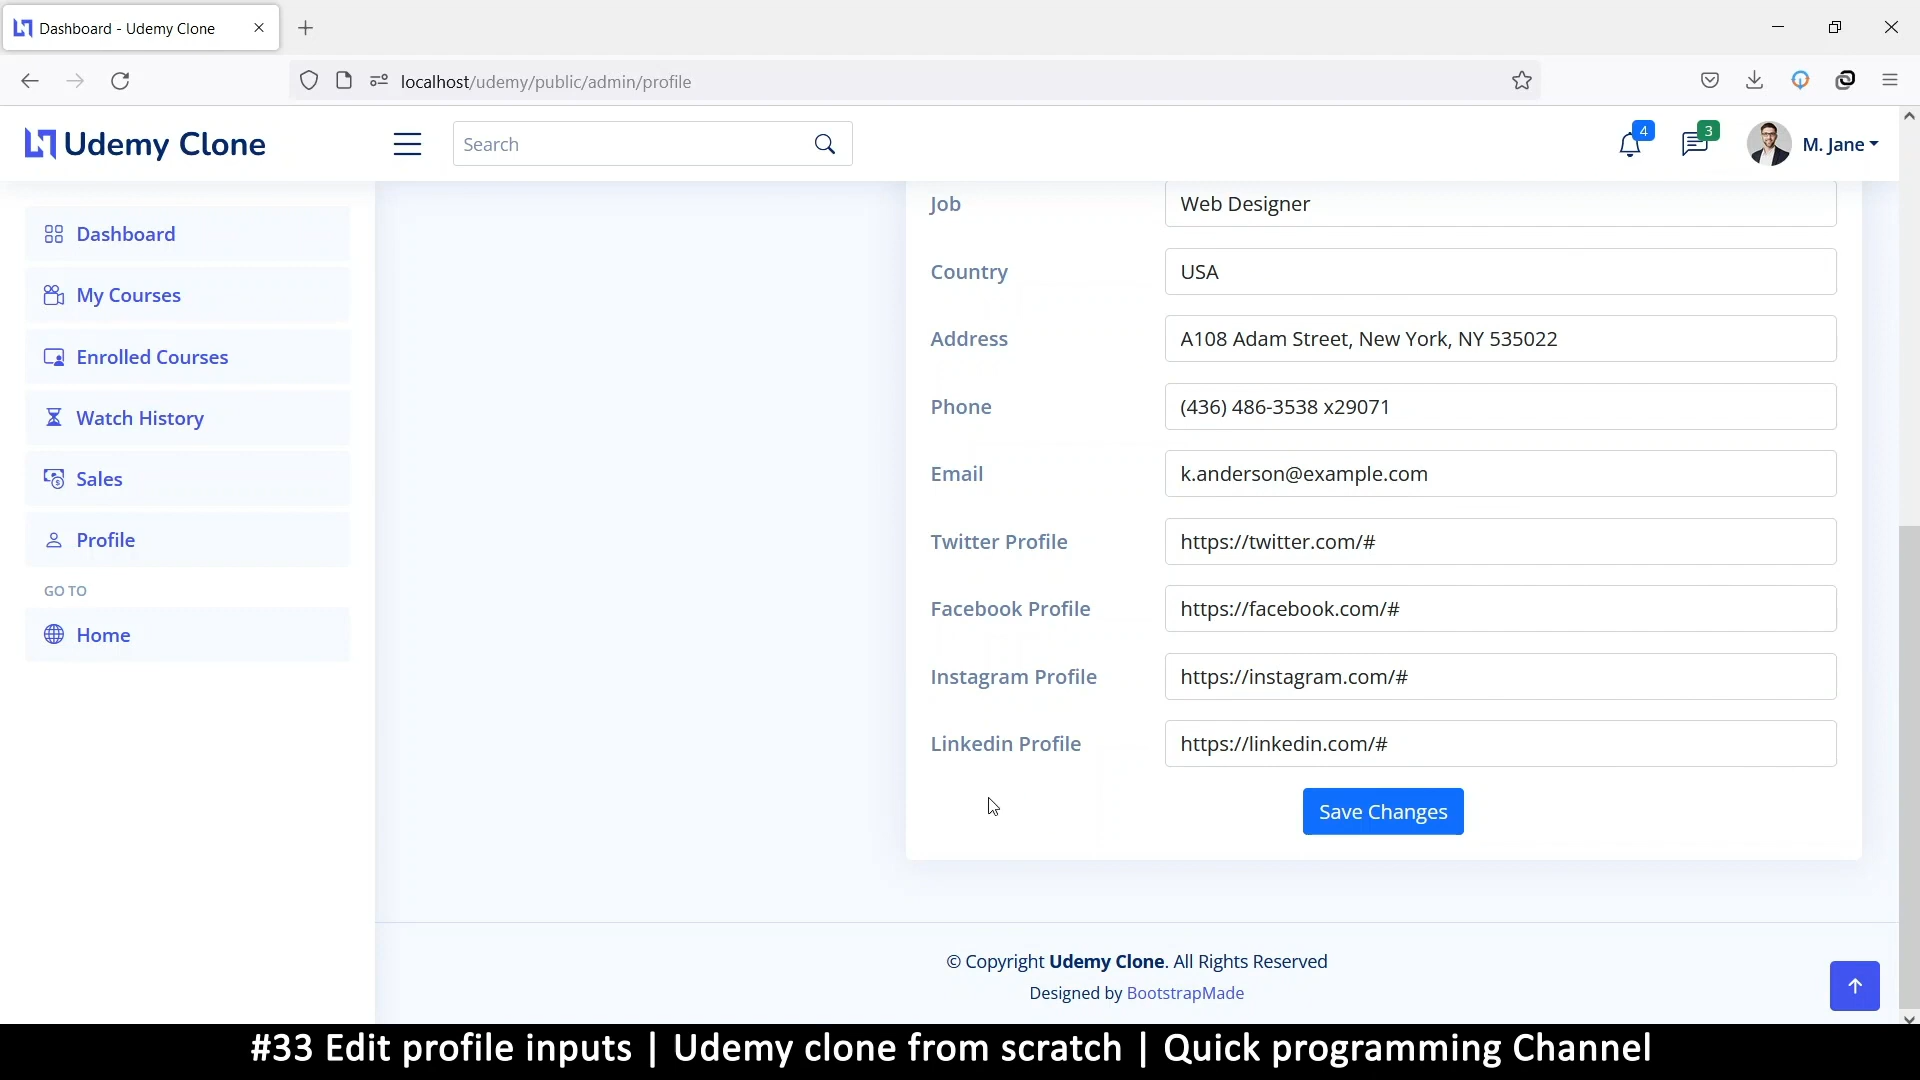 Dashboard - Udemy Clone
localhost/udemy/public/admin/profile
Udemy Clone
Search
4
3
M. Jane
Dashboard
My Courses
Enrolled Courses
Watch History
Sales
Profile
GO TO
Home
Job
Web Designer
Country
USA
Address
A108 Adam Street, New York, NY 535022
Phone
(436) 486-3538 x29071
Email
k.anderson@example.com
Twitter Profile
https://twitter.com/#
Facebook Profile
https://facebook.com/#
Instagram Profile
https://instagram.com/#
Linkedin Profile
https://linkedin.com/#
Save Changes
© Copyright Udemy Clone. All Rights Reserved
Designed by BootstrapMade
#33 Edit profile inputs | Udemy clone from scratch | Quick programming Channel